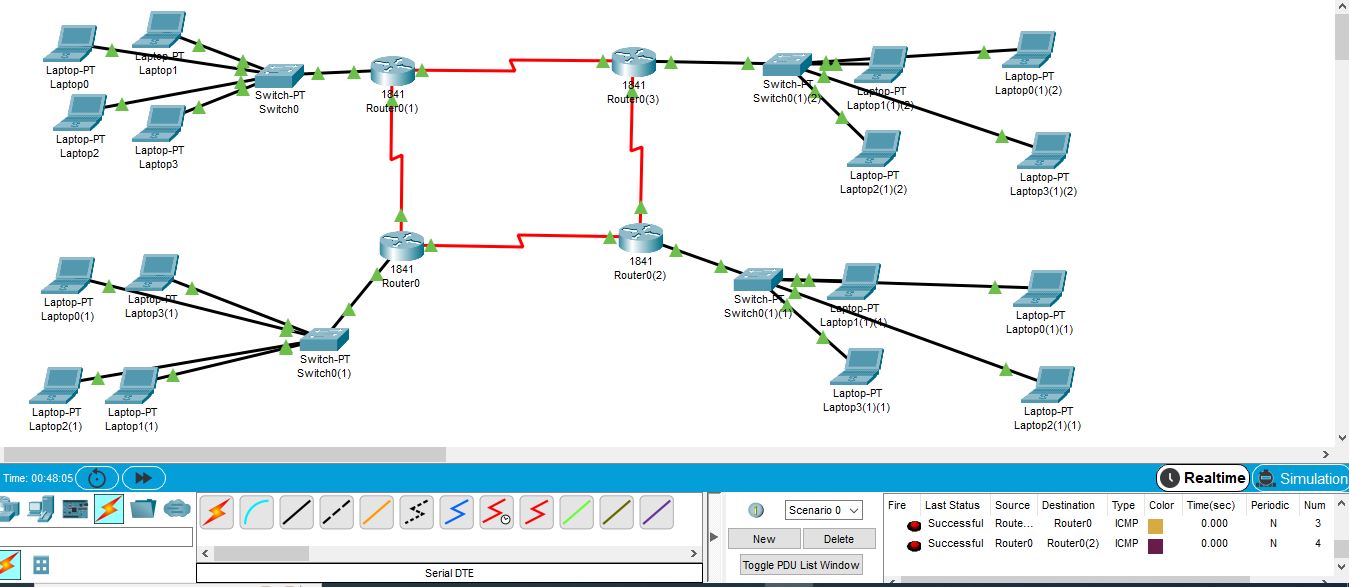 Laptop-PT
Laptop0
Laptop-PT
Laptop1
Laptop-PT
Laptop2
Laptop-PT
Laptop3
Switch-PT
Switch0
1841
Router0(1)
1841
Router0(3)
Switch-PT
Switch0(1)(2)
Laptop-PT
Laptop1(1)(2)
Laptop-PT
Laptop0(1)(2)
Laptop-PT
Laptop2(1)(2)
Laptop-PT
Laptop3(1)(2)
1841
Router0
1841
Router0(2)
Laptop-PT
Laptop0(1)
Laptop-PT
Laptop3(1)
Switch-PT
Switch0(1)
Laptop-PT
Laptop2(1)
Laptop-PT
Laptop1(1)
Switch-PT
Switch0(1)(1)
Laptop-PT
Laptop1(1)(1)
Laptop-PT
Laptop0(1)(1)
Laptop-PT
Laptop3(1)(1)
Laptop-PT
Laptop2(1)(1)
Time: 00:48:05
Realtime
Simulation
Scenario 0
New
Delete
Toggle PDU List Window
Serial DTE
Fire Last Status Source Destination Type Color Time(sec) Periodic Num
Successful Route... Router0 ICMP 0.000 N 3
Successful Router0 Router0(2) ICMP 0.000 N 4